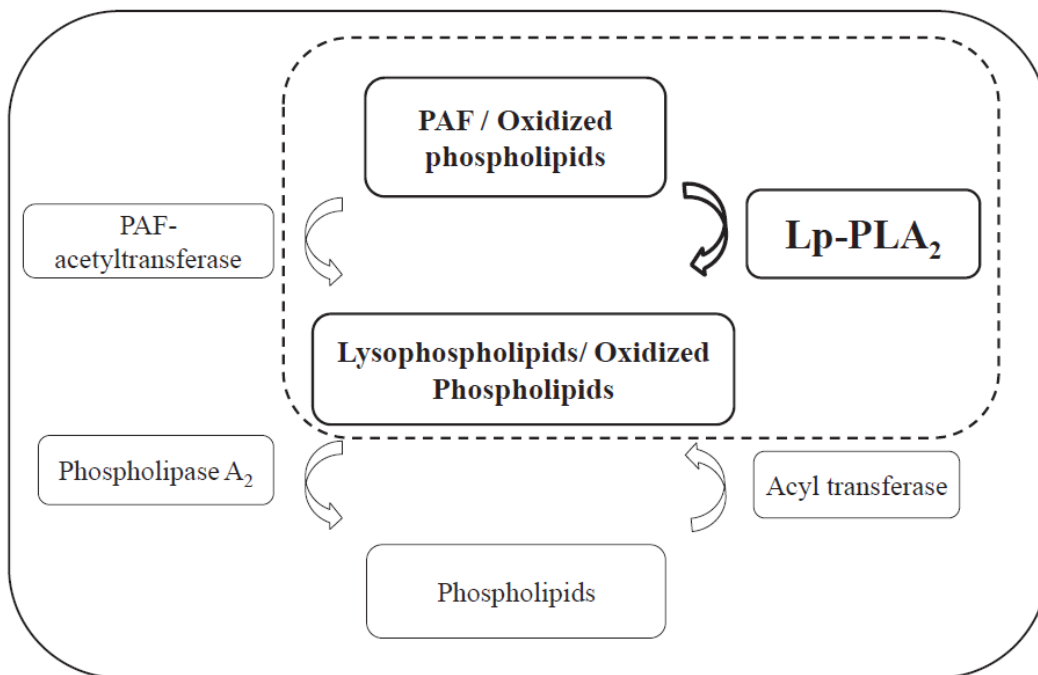 PAF / Oxidized
phospholipids
PAF-
acetyltransferase
Lp-PLA₂
Lysophospholipids/ Oxidized
Phospholipids
Phospholipase A₂
Acyl transferase
Phospholipids